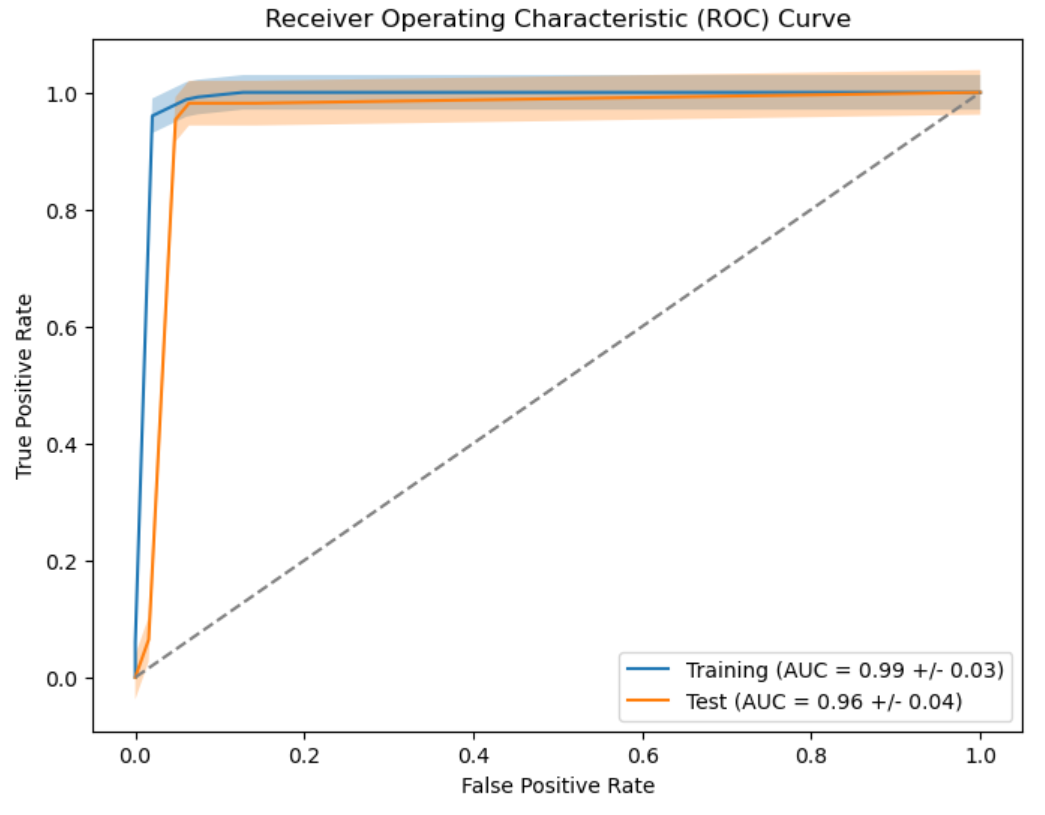 Receiver Operating Characteristic (ROC) Curve
1.0
0.8
0.6
0.4
0.2
0.0
True Positive Rate
Training (AUC = 0.99 +/- 0.03)
Test (AUC = 0.96 +/- 0.04)
0.0 0.2 0.4 0.6 0.8 1.0
False Positive Rate